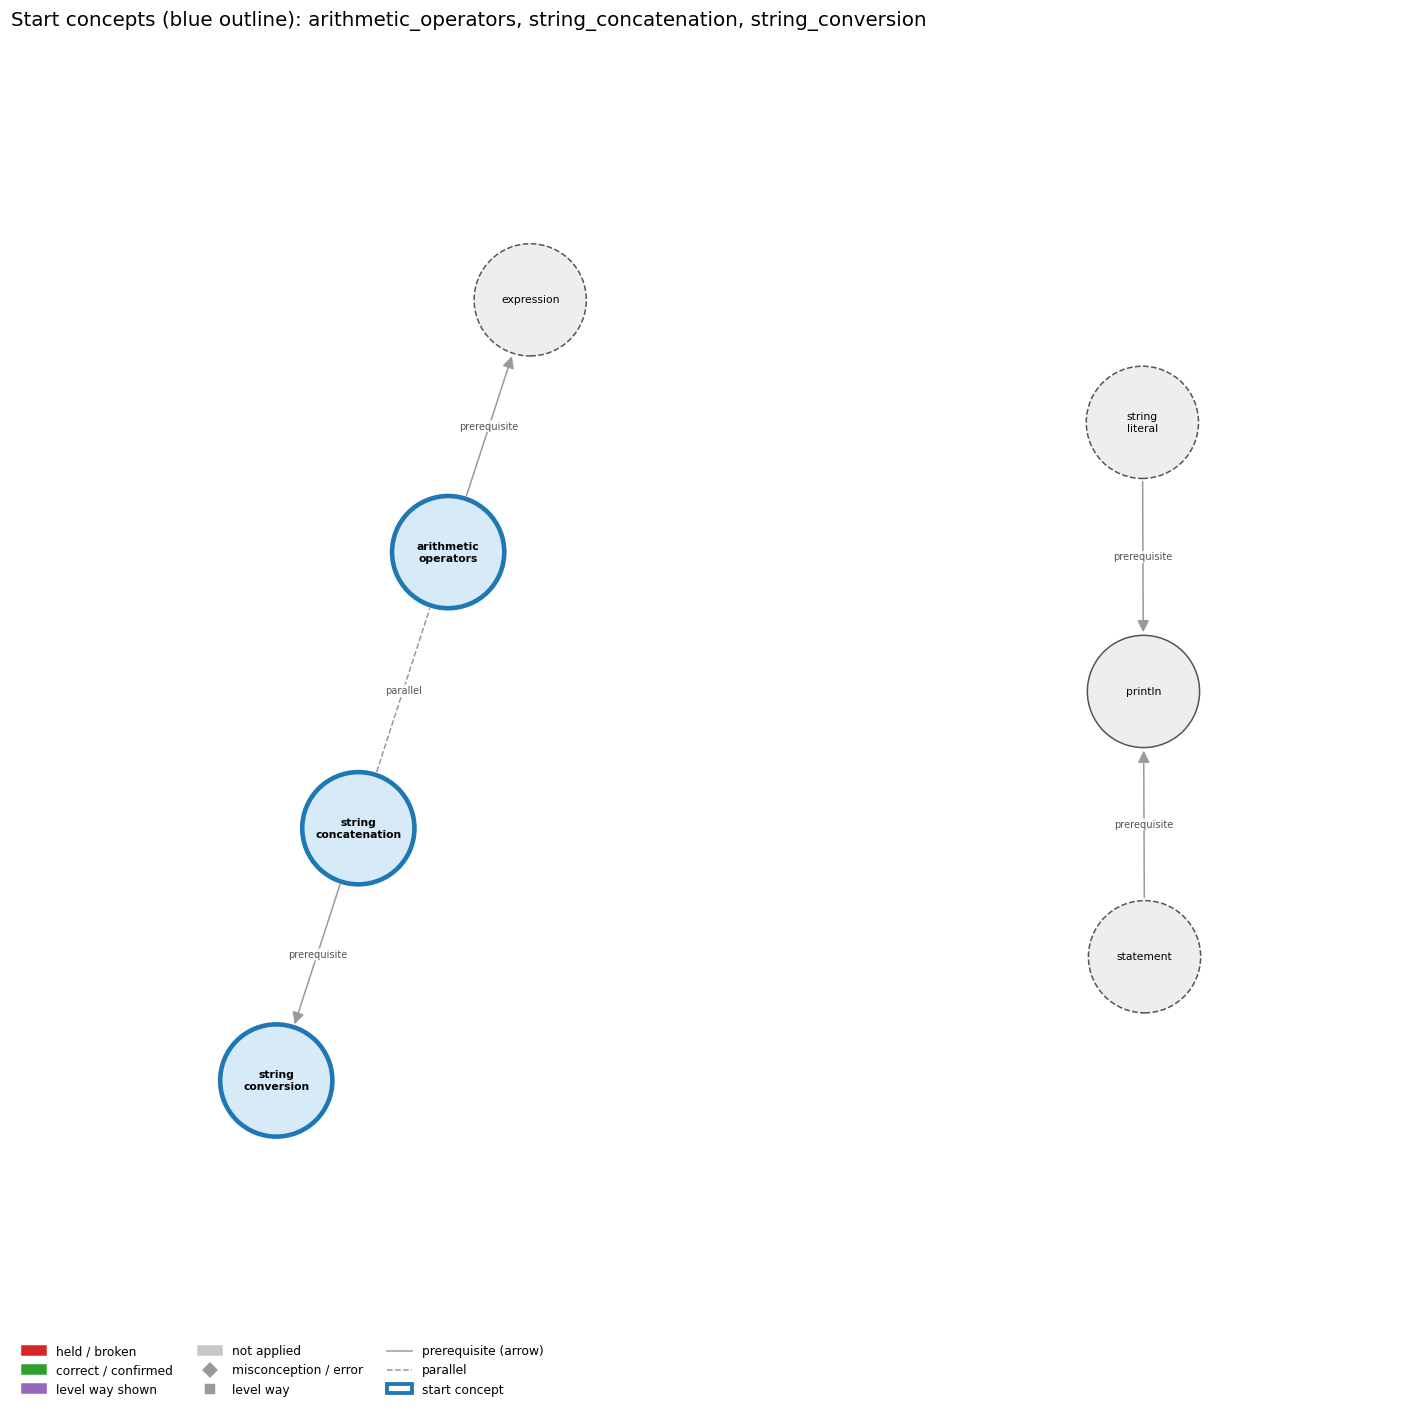 Start concepts (blue outline): arithmetic_operators, string_concatenation, string_conversion
expression
prerequisite
arithmetic
operators
parallel
string
concatenation
prerequisite
string
conversion
string
literal
prerequisite
println
prerequisite
statement
held / broken
correct / confirmed
level way shown
not applied
misconception / error
level way
prerequisite (arrow)
parallel
start concept